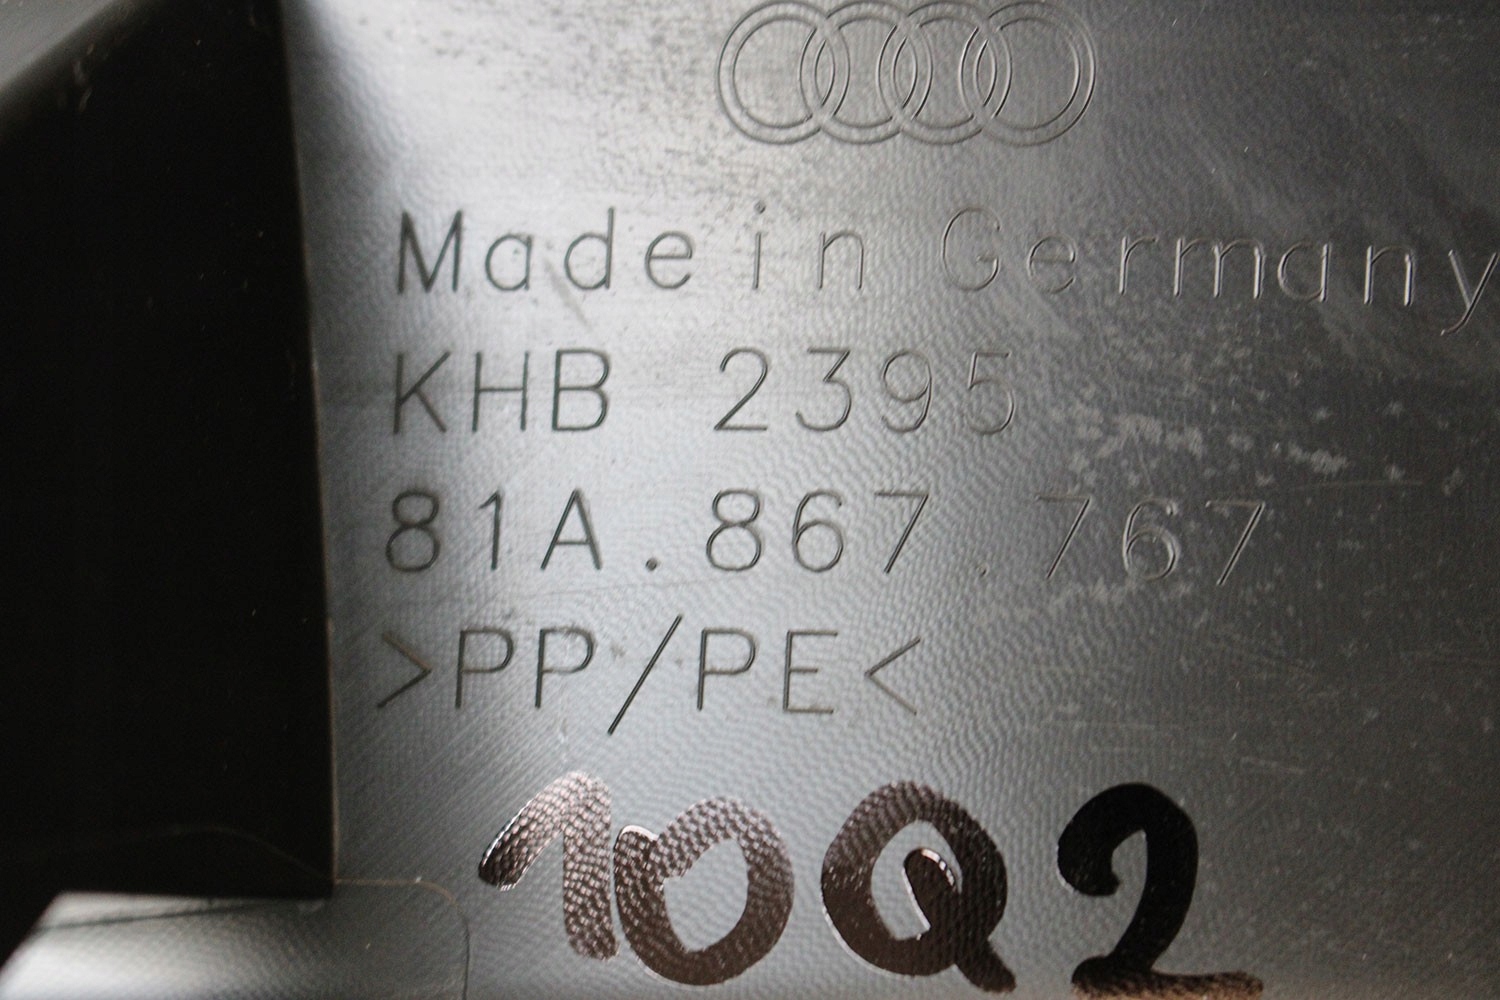 Made in Germany
KHB 2395
81A.867.767
>PP/PE<
10Q2